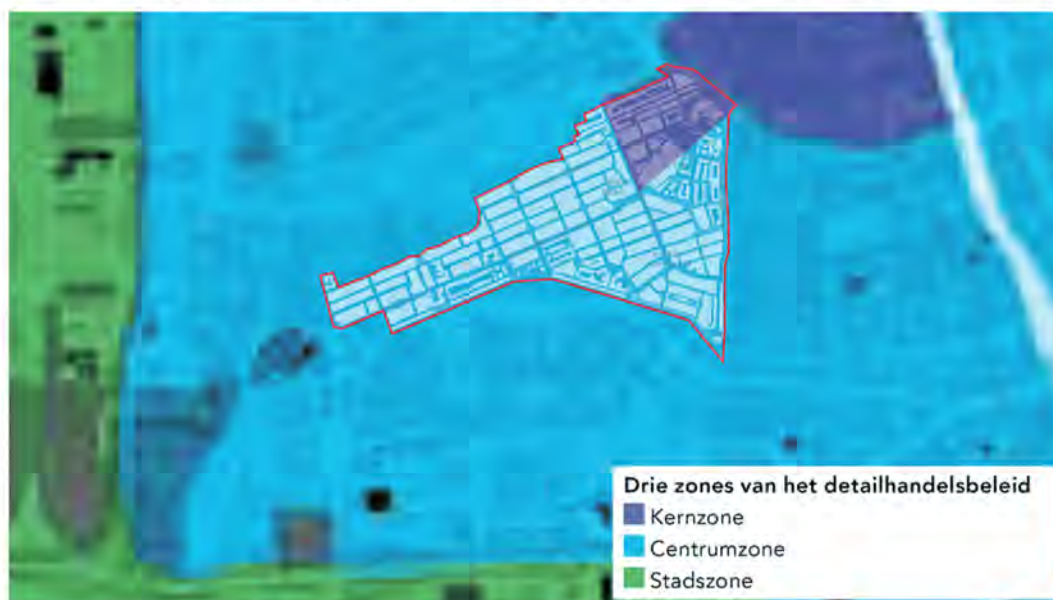 Drie zones van het detailhandelsbeleid
Kernzone
Centrumzone
Stadszone